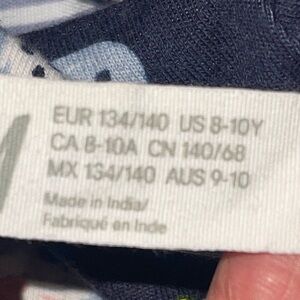 EUR 134/140 US 8-10Y
CA 8-10A CN 140/68
MX 134/140 AUS 9-10
Made in India/
Fabriqué en Inde